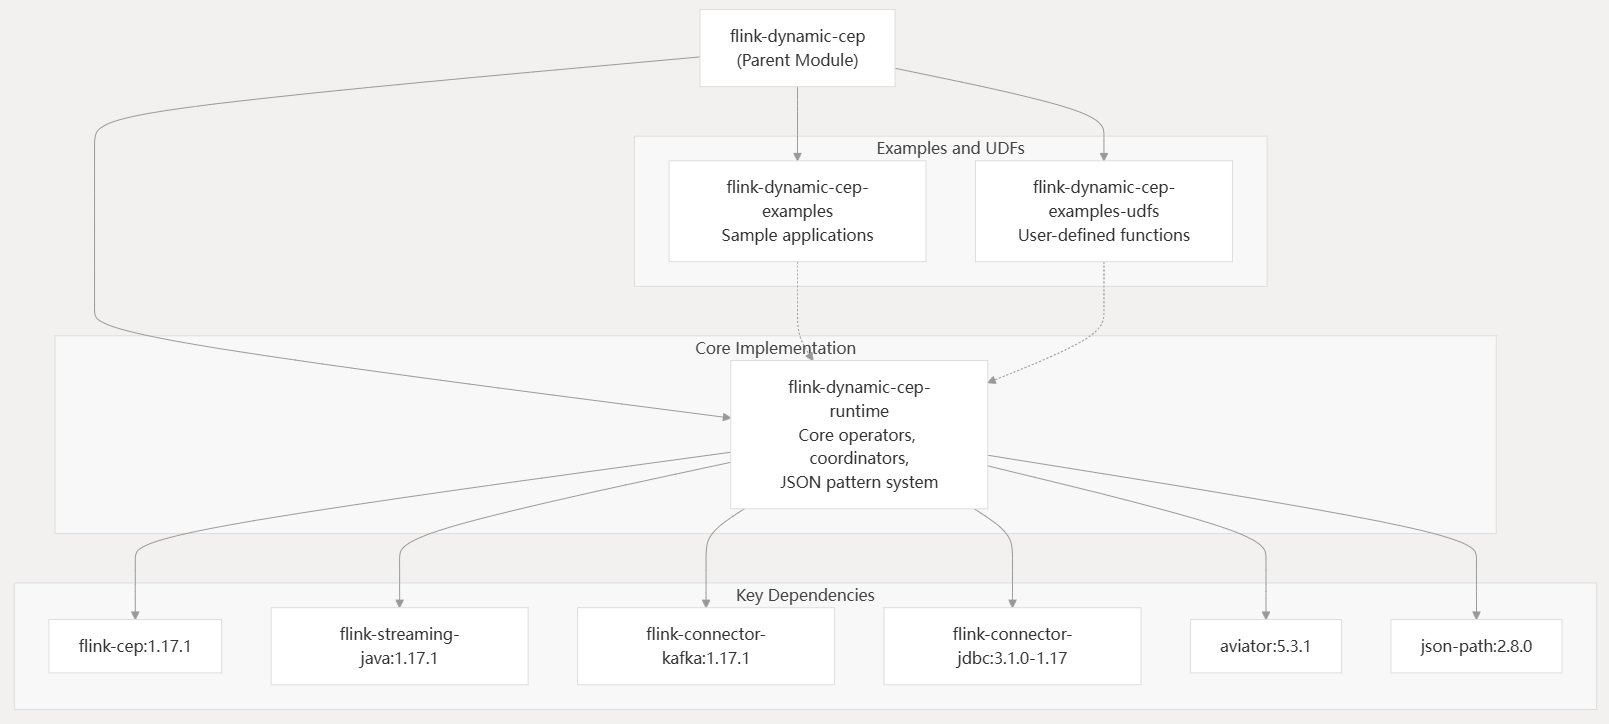 flink-dynamic-cep
(Parent Module)
Examples and UDFs
flink-dynamic-cep-
examples
Sample applications
flink-dynamic-cep-
examples-udfs
User-defined functions
Core Implementation
flink-dynamic-cep-
runtime
Core operators,
coordinators,
JSON pattern system
Key Dependencies
flink-cep:1.17.1
flink-streaming-
java:1.17.1
flink-connector-
kafka:1.17.1
flink-connector-
jdbc:3.1.0-1.17
aviator:5.3.1
json-path:2.8.0